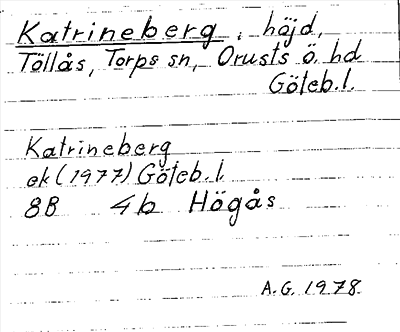 Katrineberg, höjd,
Töllås, Torps sn, Orusts ö. hd
Göteb.l.
Katrineberg
ek (1977) Göteb.l.
8B 4b Högås
A.G. 1978